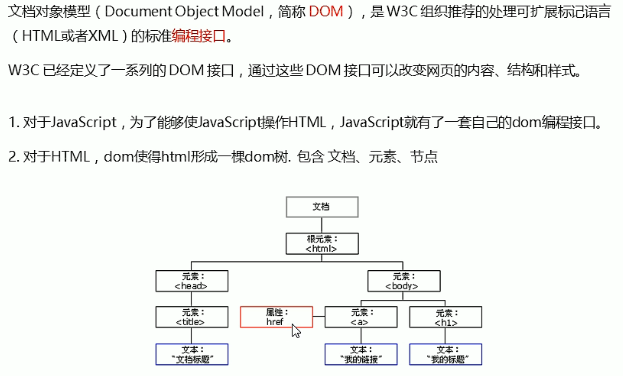 文档对象模型（Document Object Model，简称 DOM），是 W3C 组织推荐的处理可扩展标记语言
（HTML或者XML）的标准编程接口。
W3C 已经定义了一系列的 DOM 接口，通过这些 DOM 接口可以改变网页的内容、结构和样式。
1. 对于JavaScript，为了能够使JavaScript操作HTML，JavaScript就有了一套自己的dom编程接口。
2. 对于HTML，dom使得html形成一棵dom树. 包含 文档、元素、节点
文档
根元素：
<html>
元素：
<head>
元素：
<body>
元素：
<title>
属性：
href
元素：
<a>
元素：
<h1>
文本：
"文档标题"
文本：
"我的链接"
文本：
"我的标题"